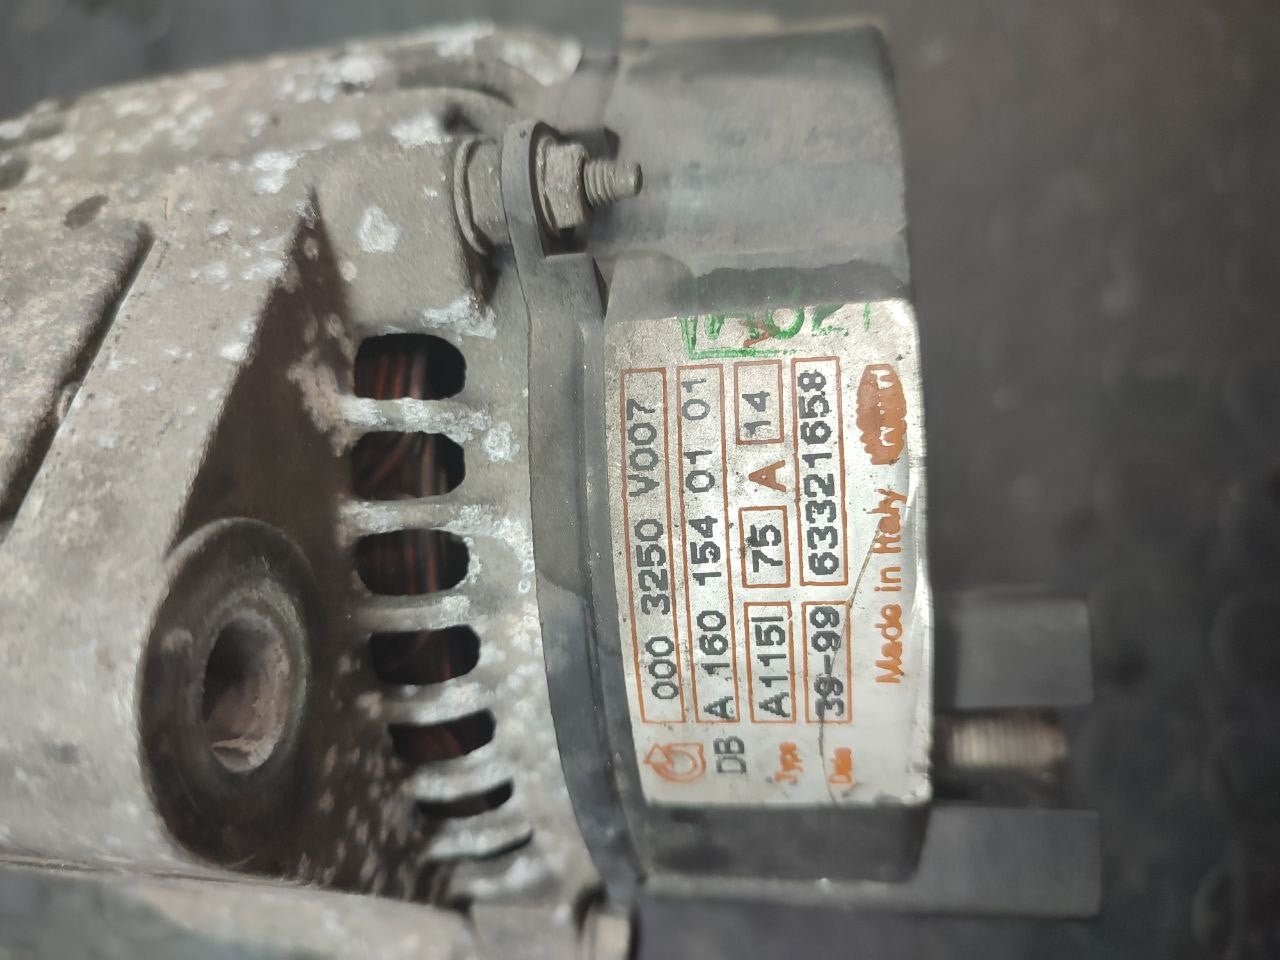 000 3250 V007
DB A 160 154 01 01
Type A115I 75 A 14
Date 39-99 63321658
Made in Italy